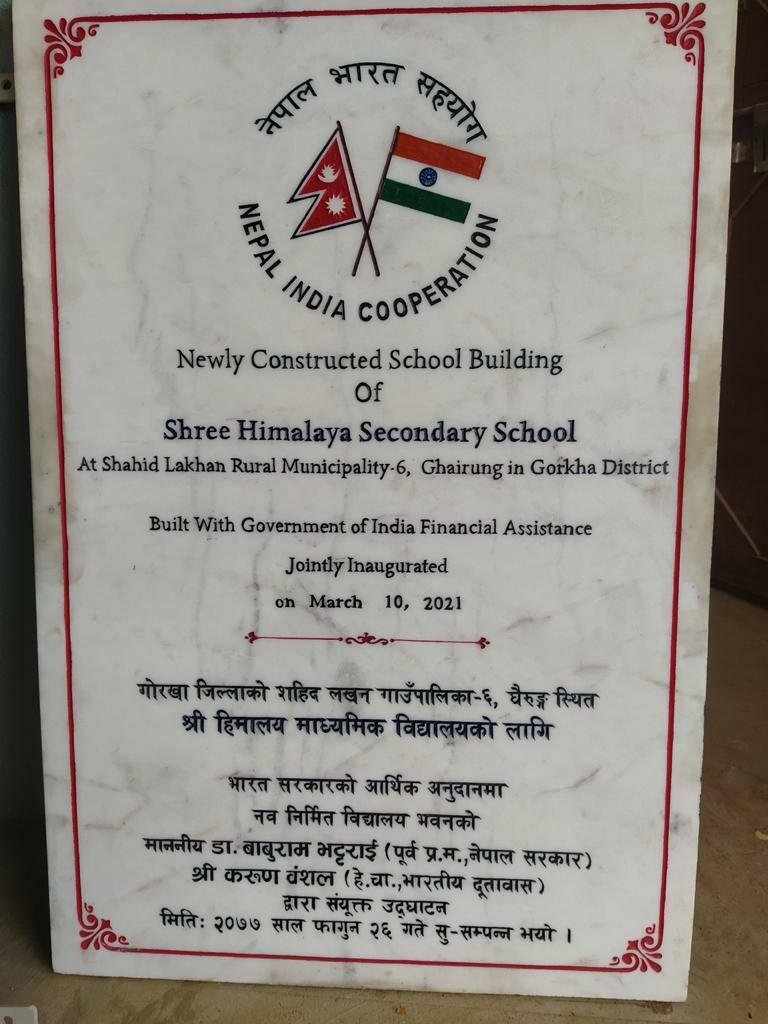 नेपाल भारत सहयोग
NEPAL INDIA COOPERATION
Newly Constructed School Building
Of
Shree Himalaya Secondary School
At Shahid Lakhan Rural Municipality-6, Ghairung in Gorkha District
Built With Government of India Financial Assistance
Jointly Inaugurated
on March 10, 2021
गोरखा जिल्लाको शहिद लखन गाउँपालिका-६, घैरुङ्ग स्थित
श्री हिमालय माध्यमिक विद्यालयको लागि
भारत सरकारको आर्थिक अनुदानमा
नव निर्मित विद्यालय भवनको
माननीय डा. बाबुराम भट्टराई (पूर्व प्र.म.,नेपाल सरकार)
श्री करूण वंशल (हे.चा.,भारतीय दूतावास)
द्वारा संयूक्त उद्घाटन
मिति: २०७७ साल फागुन २६ गते सु-सम्पन्न भयो ।